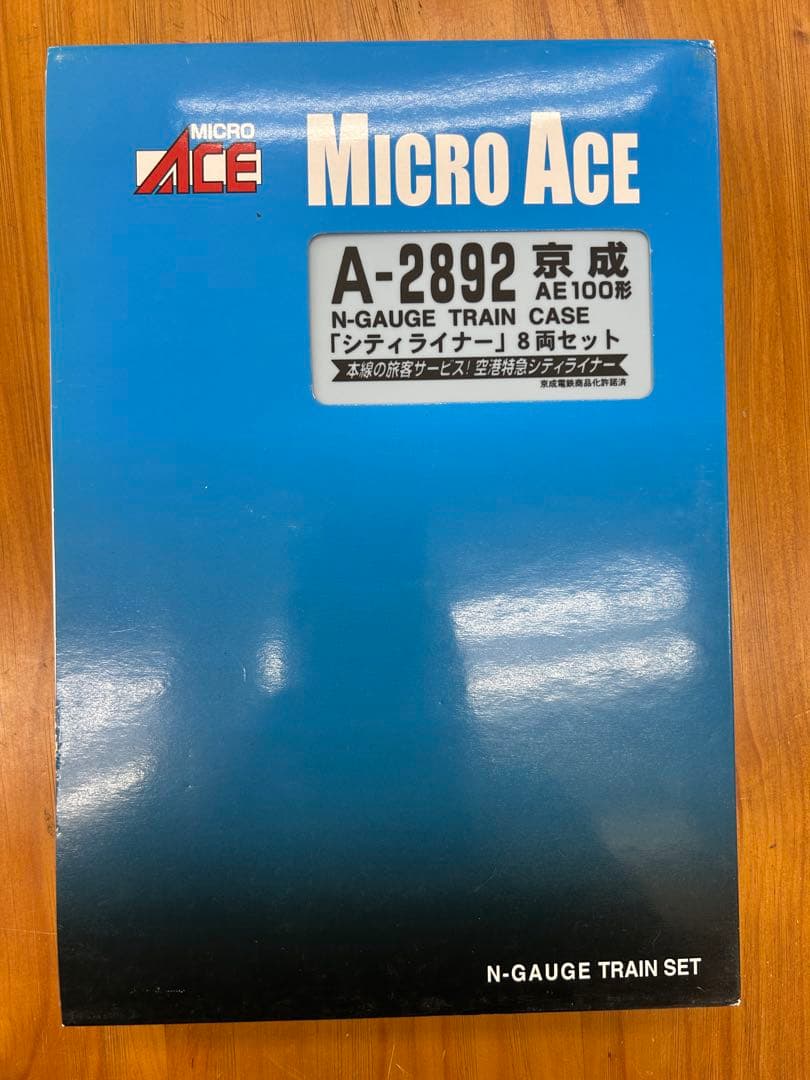 MICRO
ACE
MICRO ACE
A-2892 京成
AE100形
N-GAUGE TRAIN CASE
「シティライナー」8両セット
本線の旅客サービス!空港特急シティライナー
京成電鉄商品化許諾済
N-GAUGE TRAIN SET